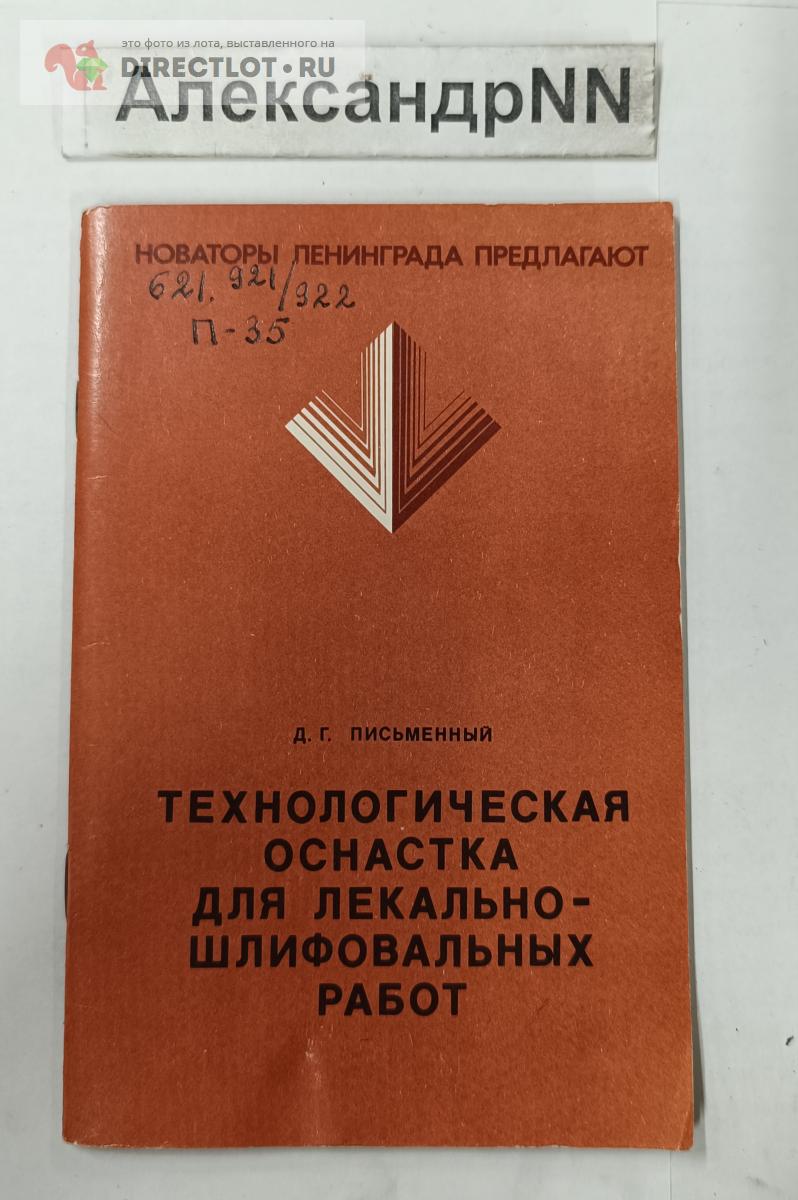 это фото из лота, выставленного на
DIRECTLOT.RU
АлександрNN
НОВАТОРЫ ЛЕНИНГРАДА ПРЕДЛАГАЮТ
621.921/922
П-35
Д. Г. ПИСЬМЕННЫЙ
ТЕХНОЛОГИЧЕСКАЯ
ОСНАСТКА
ДЛЯ ЛЕКАЛЬНО-
ШЛИФОВАЛЬНЫХ
РАБОТ